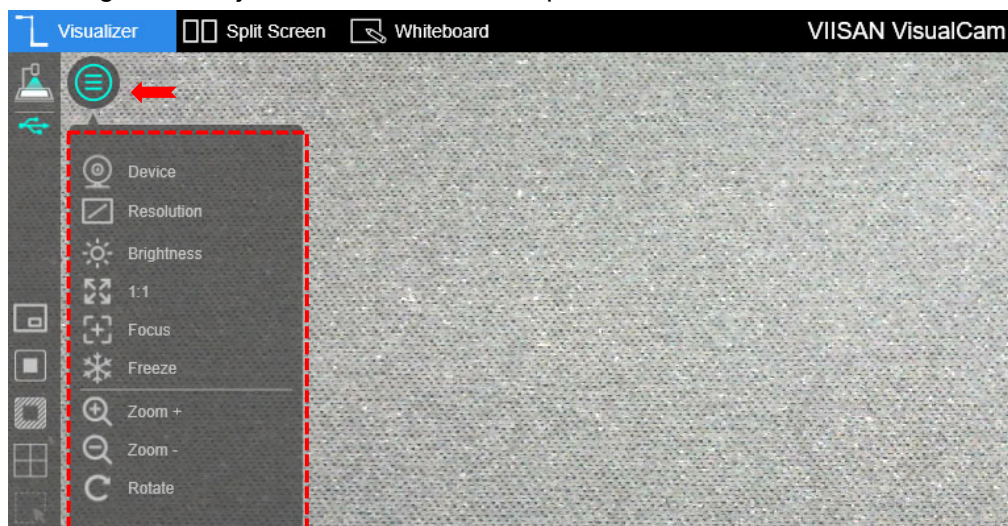 Visualizer Split Screen Whiteboard VIISAN VisualCam
Device
Resolution
Brightness
1:1
Focus
Freeze
Zoom +
Zoom -
Rotate